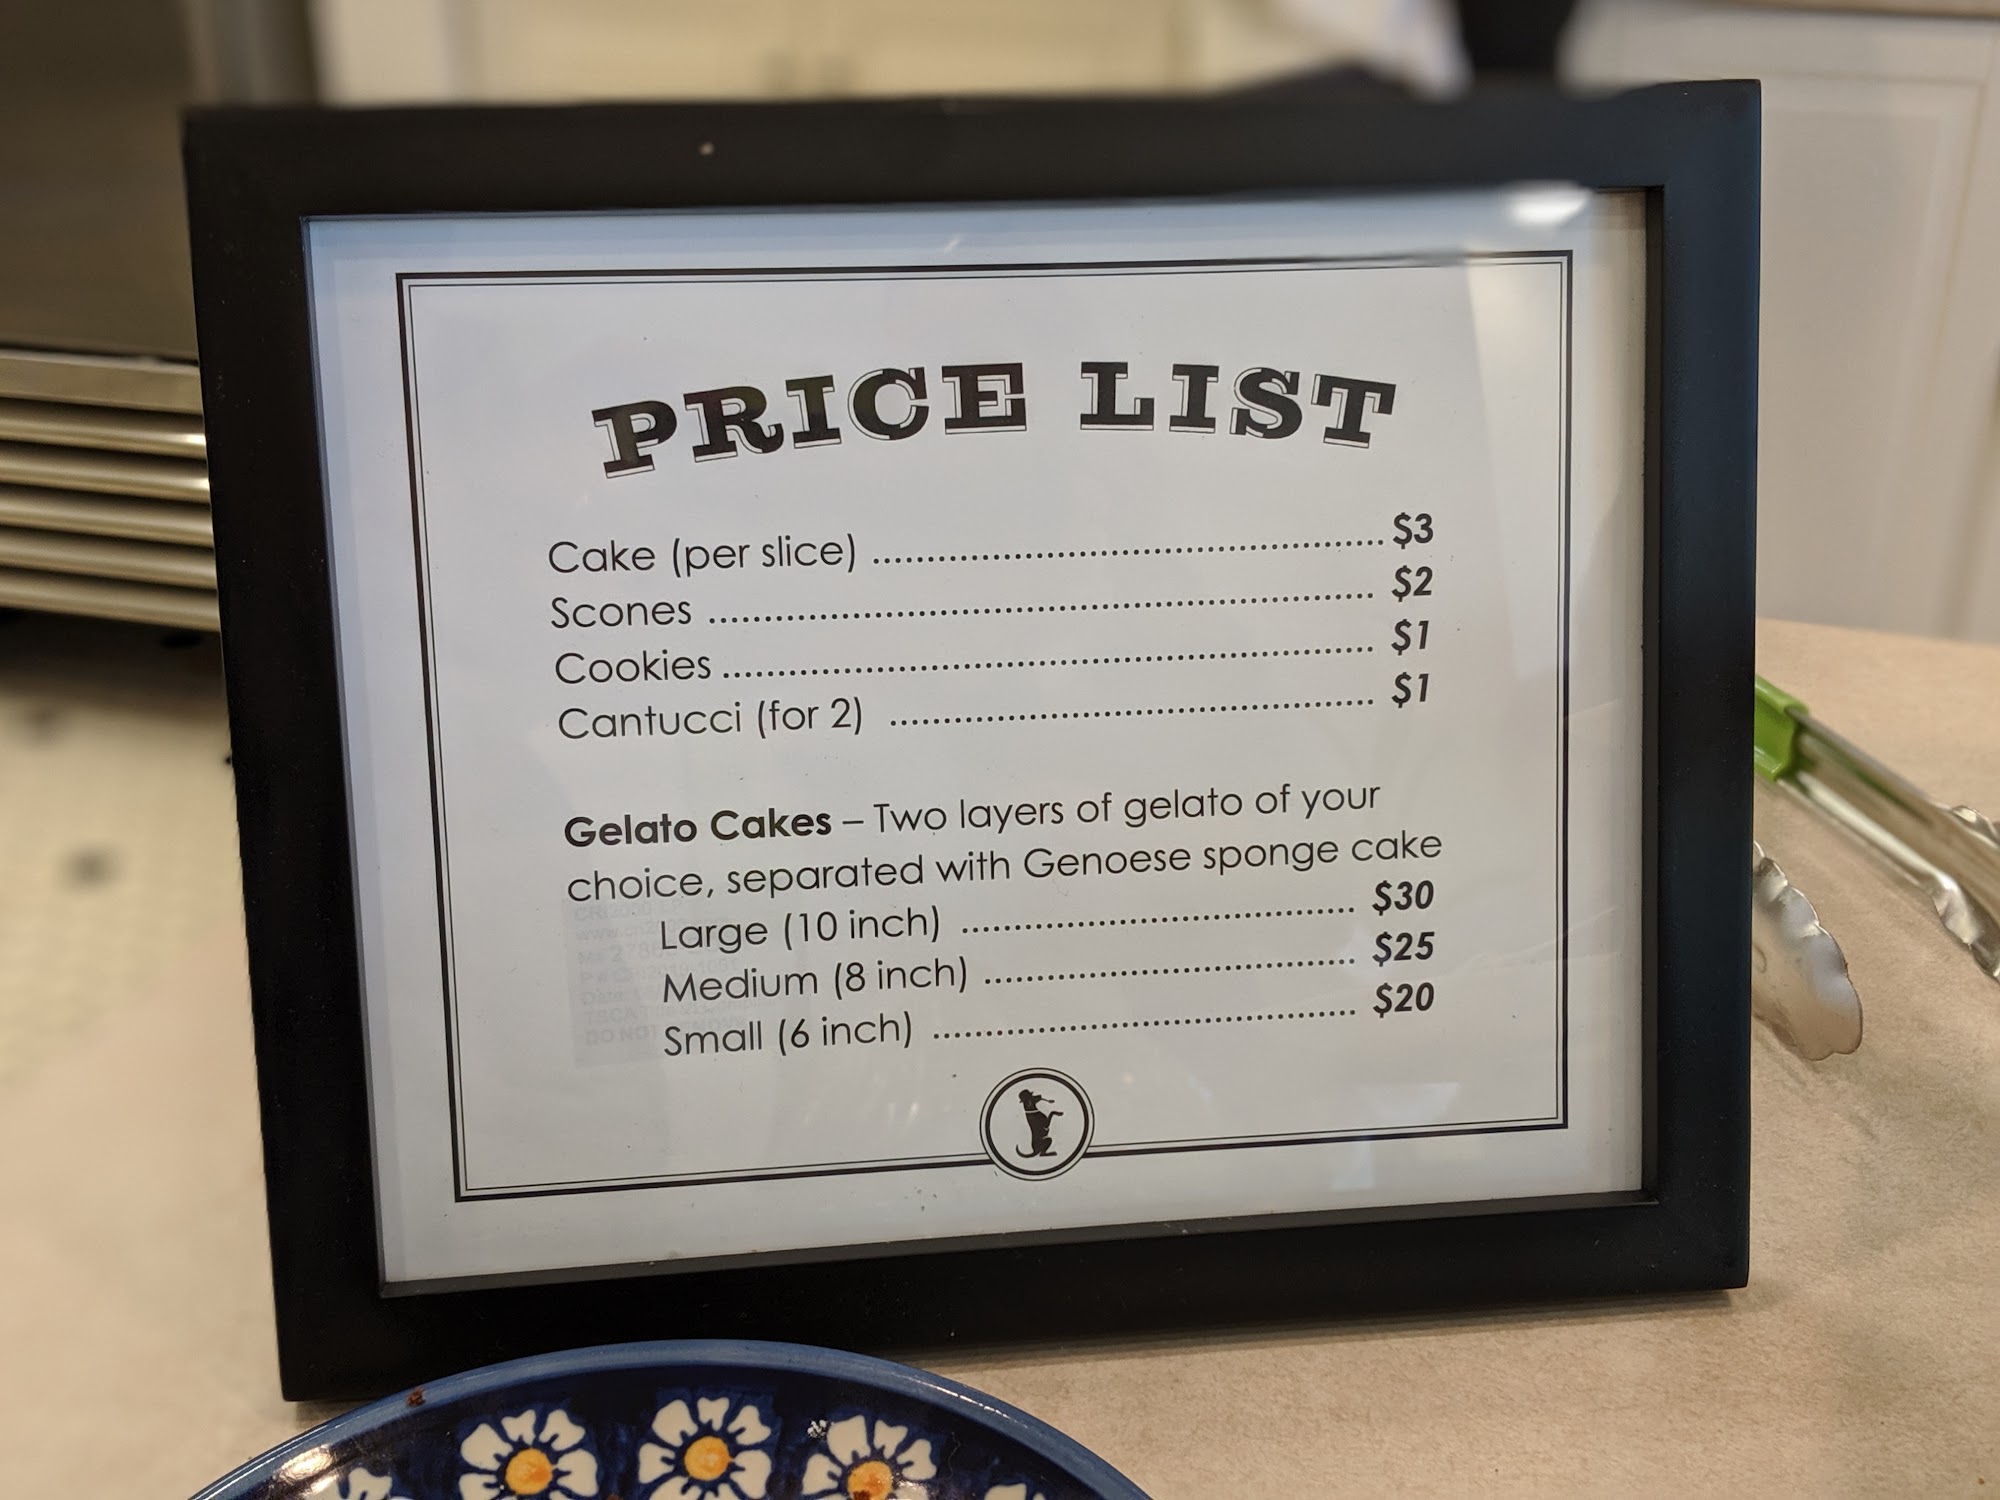 PRICE LIST
Cake (per slice) ........................................................ $3
Scones ........................................................................ $2
Cookies ....................................................................... $1
Cantucci (for 2) ..................................................... $1
Gelato Cakes – Two layers of gelato of your
choice, separated with Genoese sponge cake
Large (10 inch) ........................................... $30
Medium (8 inch) ........................................ $25
Small (6 inch) .............................................. $20